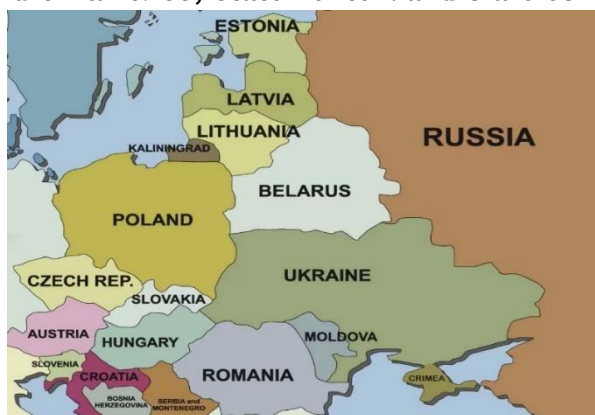 ESTONIA
LATVIA
LITHUANIA
KALININGRAD
RUSSIA
BELARUS
POLAND
UKRAINE
CZECH REP.
SLOVAKIA
AUSTRIA
HUNGARY
MOLDOVA
SLOVENIA
CROATIA
ROMANIA
CRIMEA
BOSNIA
HERZEGOVINA
SERBIA and
MONTENEGRO